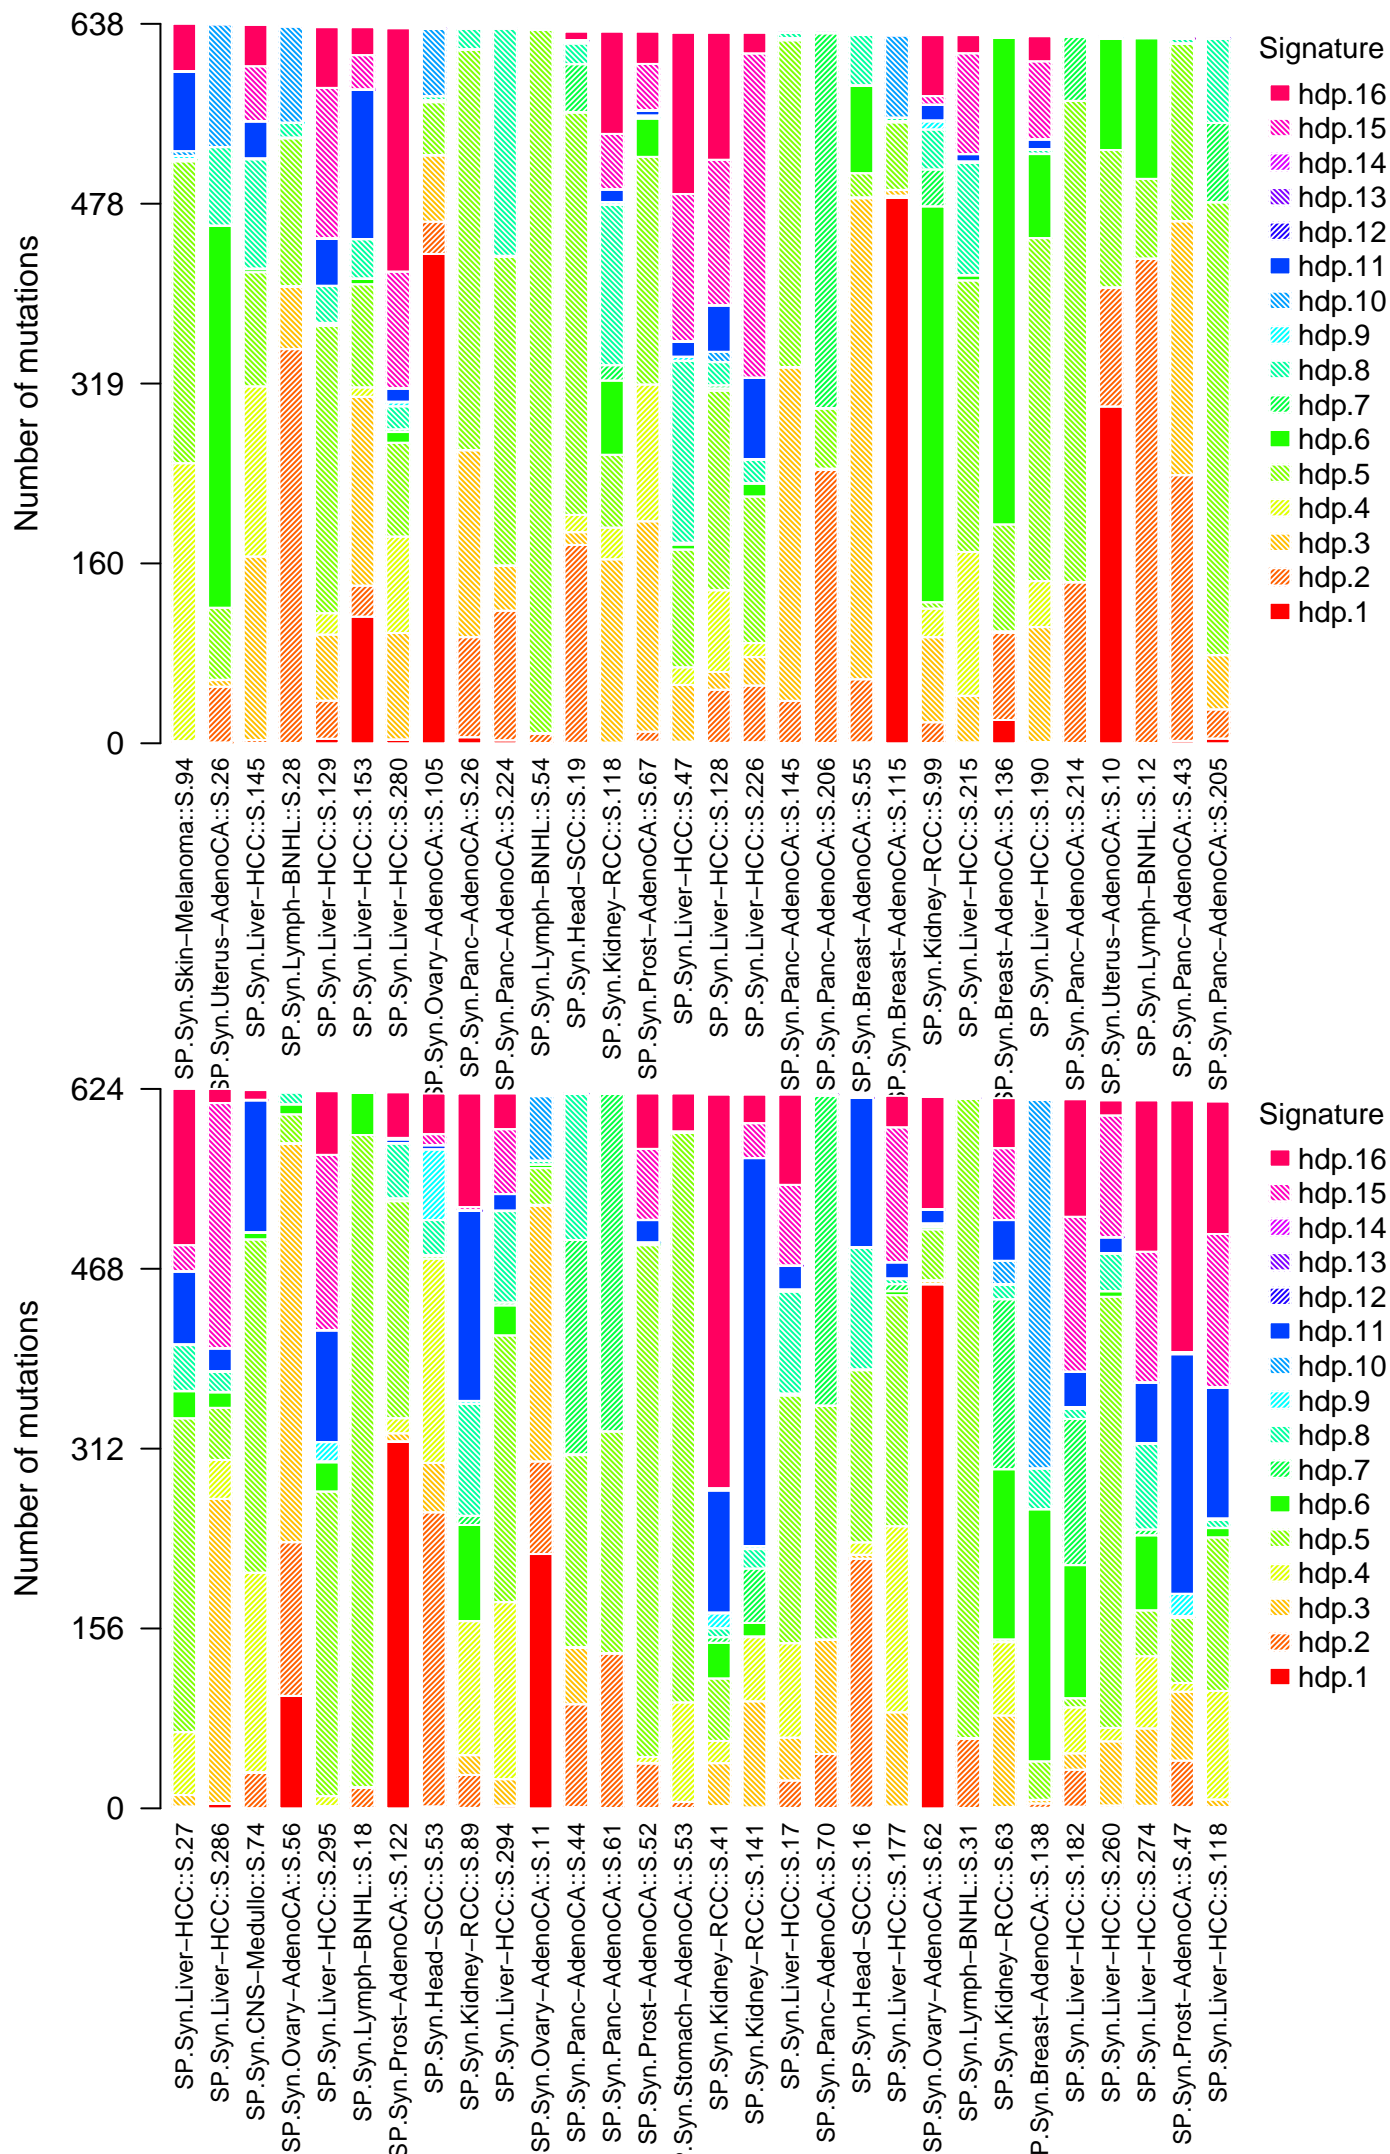 Number of mutations
638
478
319
160
0
Signature
hdp.16
hdp.15
hdp.14
hdp.13
hdp.12
hdp.11
hdp.10
hdp.9
hdp.8
hdp.7
hdp.6
hdp.5
hdp.4
hdp.3
hdp.2
hdp.1
SP.Syn.Skin−Melanoma::S.94
SP.Syn.Uterus−AdenoCA::S.26
SP.Syn.Liver−HCC::S.145
SP.Syn.Lymph−BNHL::S.28
SP.Syn.Liver−HCC::S.129
SP.Syn.Liver−HCC::S.153
SP.Syn.Liver−HCC::S.280
SP.Syn.Ovary−AdenoCA::S.105
SP.Syn.Panc−AdenoCA::S.26
SP.Syn.Panc−AdenoCA::S.224
SP.Syn.Lymph−BNHL::S.54
SP.Syn.Head−SCC::S.19
SP.Syn.Kidney−RCC::S.118
SP.Syn.Prost−AdenoCA::S.67
SP.Syn.Liver−HCC::S.47
SP.Syn.Liver−HCC::S.128
SP.Syn.Liver−HCC::S.226
SP.Syn.Panc−AdenoCA::S.145
SP.Syn.Panc−AdenoCA::S.206
SP.Syn.Breast−AdenoCA::S.55
SP.Syn.Breast−AdenoCA::S.115
SP.Syn.Kidney−RCC::S.99
SP.Syn.Liver−HCC::S.215
SP.Syn.Breast−AdenoCA::S.136
SP.Syn.Liver−HCC::S.190
SP.Syn.Panc−AdenoCA::S.214
SP.Syn.Uterus−AdenoCA::S.10
SP.Syn.Lymph−BNHL::S.12
SP.Syn.Panc−AdenoCA::S.43
SP.Syn.Panc−AdenoCA::S.205
Number of mutations
624
468
312
156
0
Signature
hdp.16
hdp.15
hdp.14
hdp.13
hdp.12
hdp.11
hdp.10
hdp.9
hdp.8
hdp.7
hdp.6
hdp.5
hdp.4
hdp.3
hdp.2
hdp.1
SP.Syn.Liver−HCC::S.27
SP.Syn.Liver−HCC::S.286
SP.Syn.CNS−Medullo::S.74
SP.Syn.Ovary−AdenoCA::S.56
SP.Syn.Liver−HCC::S.295
SP.Syn.Lymph−BNHL::S.18
SP.Syn.Prost−AdenoCA::S.122
SP.Syn.Head−SCC::S.53
SP.Syn.Kidney−RCC::S.89
SP.Syn.Liver−HCC::S.294
SP.Syn.Ovary−AdenoCA::S.11
SP.Syn.Panc−AdenoCA::S.44
SP.Syn.Panc−AdenoCA::S.61
SP.Syn.Prost−AdenoCA::S.52
P.Syn.Stomach−AdenoCA::S.53
SP.Syn.Kidney−RCC::S.41
SP.Syn.Kidney−RCC::S.141
SP.Syn.Liver−HCC::S.17
SP.Syn.Panc−AdenoCA::S.70
SP.Syn.Head−SCC::S.16
SP.Syn.Liver−HCC::S.177
SP.Syn.Ovary−AdenoCA::S.62
SP.Syn.Lymph−BNHL::S.31
SP.Syn.Kidney−RCC::S.63
SP.Syn.Breast−AdenoCA::S.138
SP.Syn.Liver−HCC::S.182
SP.Syn.Liver−HCC::S.260
SP.Syn.Liver−HCC::S.274
SP.Syn.Prost−AdenoCA::S.47
SP.Syn.Liver−HCC::S.118